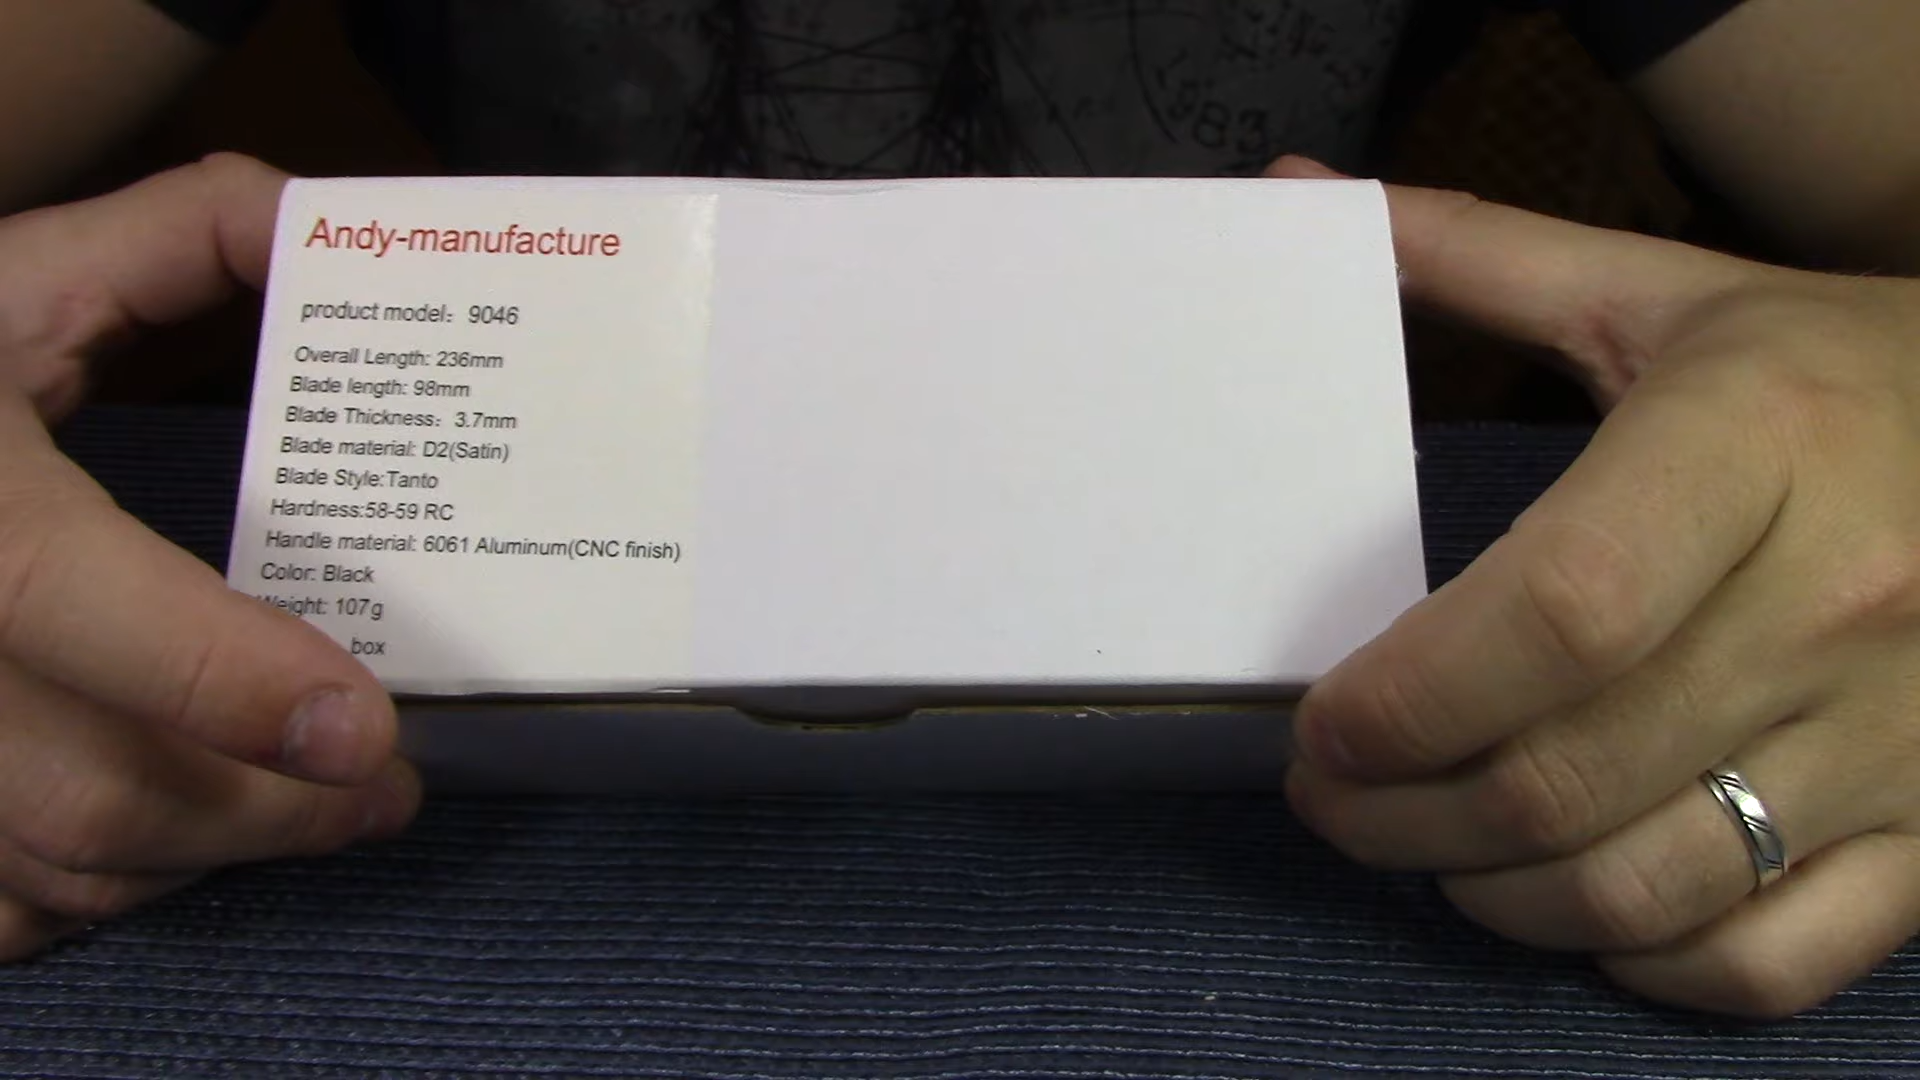 983
Andy-manufacture
product model：9046
Overall Length: 236mm
Blade length: 98mm
Blade Thickness：3.7mm
Blade material: D2(Satin)
Blade Style:Tanto
Hardness:58-59 RC
Handle material: 6061 Aluminum(CNC finish)
Color: Black
Weight: 107g
box